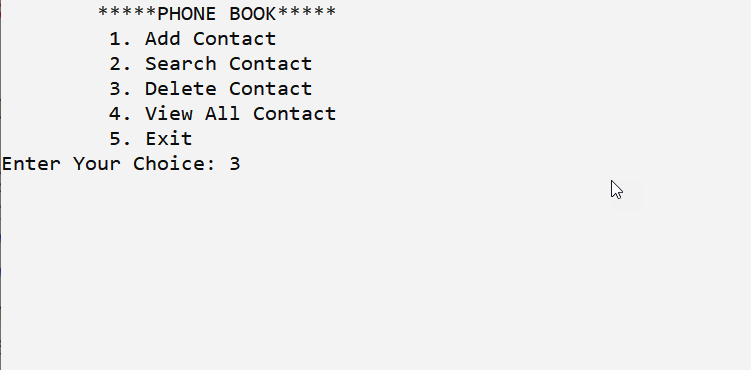 *****PHONE BOOK*****
1. Add Contact
2. Search Contact
3. Delete Contact
4. View All Contact
5. Exit
Enter Your Choice: 3